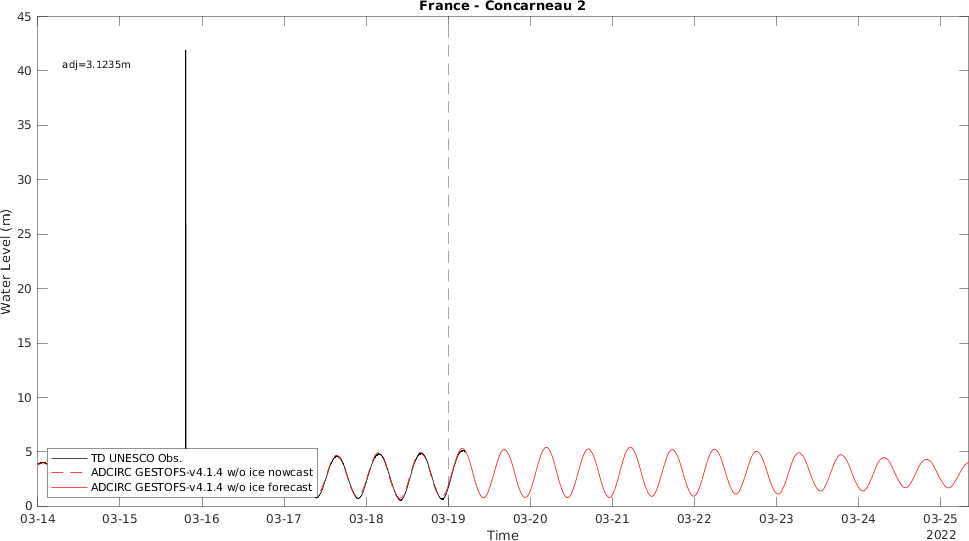 France - Concarneau 2
45
40
35
30
25
20
15
10
5
0
Water Level (m)
adj=3.1235m
TD UNESCO Obs.
ADCIRC GESTOFS-v4.1.4 w/o ice nowcast
ADCIRC GESTOFS-v4.1.4 w/o ice forecast
03-14 03-15 03-16 03-17 03-18 03-19 03-20 03-21 03-22 03-23 03-24 03-25
2022
Time